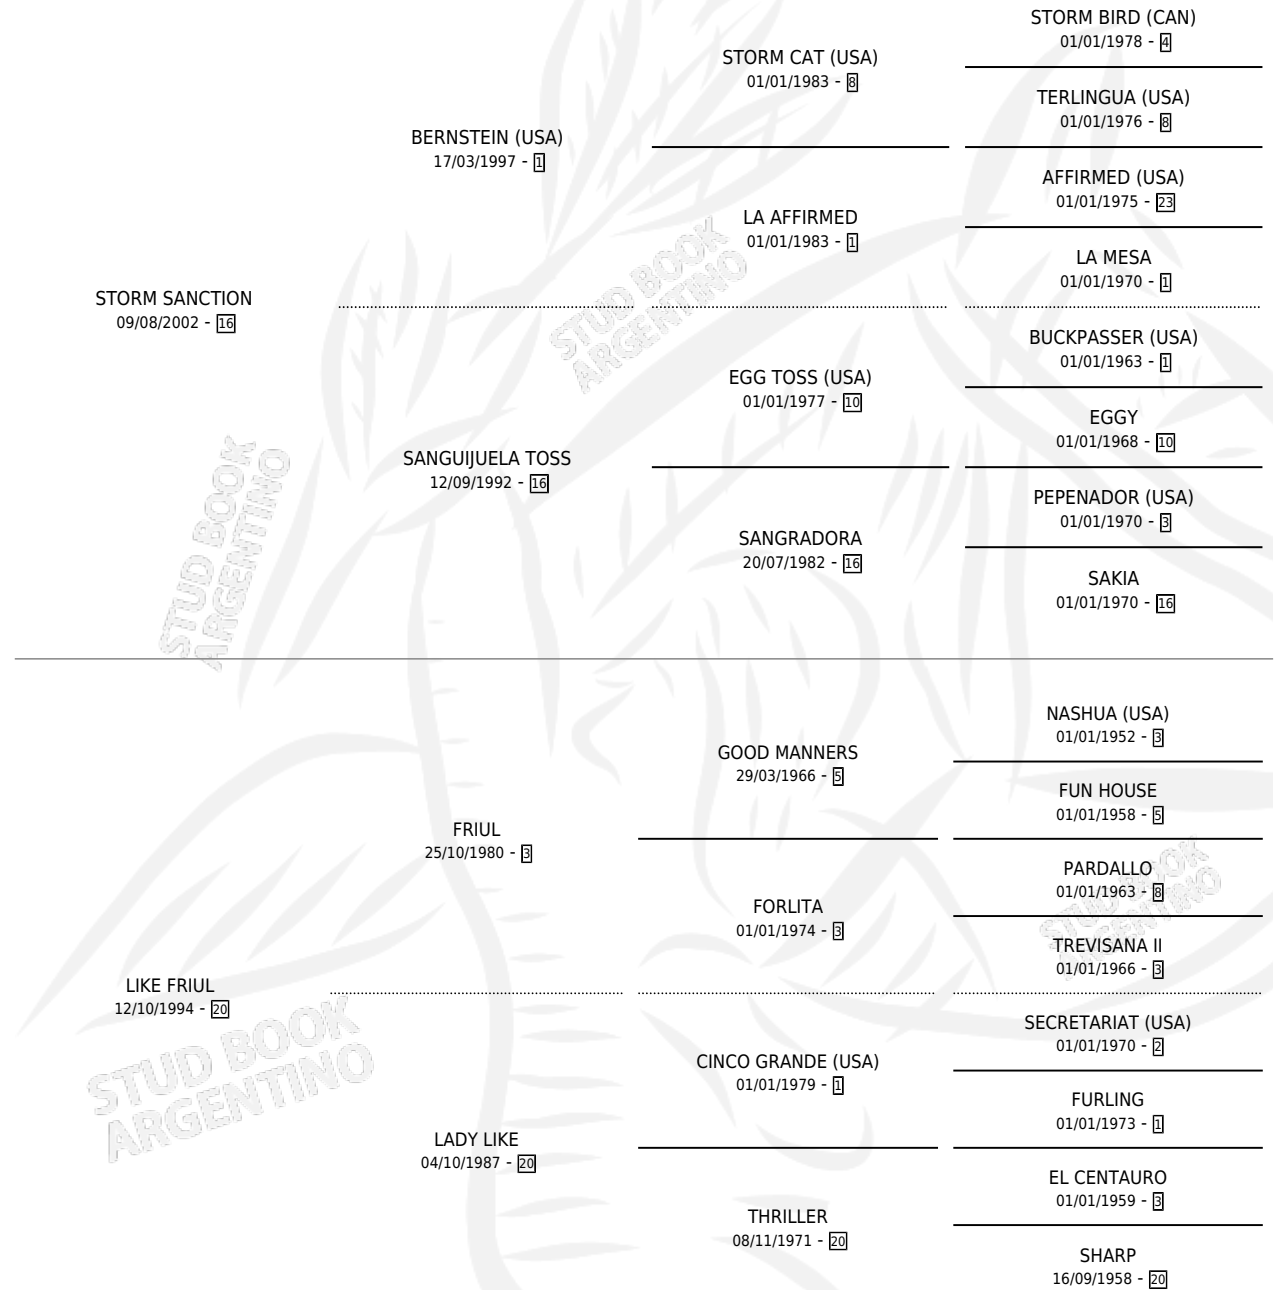 STORM BIRD (CAN)
01/01/1978 - 4
STORM CAT (USA)
01/01/1983 - 8
TERLINGUA (USA)
01/01/1976 - 8
BERNSTEIN (USA)
17/03/1997 - 1
AFFIRMED (USA)
01/01/1975 - 23
LA AFFIRMED
01/01/1983 - 1
LA MESA
01/01/1970 - 1
STORM SANCTION
09/08/2002 - 16
STUD BOOK
ARGENTINO
BUCKPASSER (USA)
01/01/1963 - 1
EGG TOSS (USA)
01/01/1977 - 10
EGGY
01/01/1968 - 10
SANGUIJUELA TOSS
12/09/1992 - 16
PEPENADOR (USA)
01/01/1970 - 3
SANGRADORA
20/07/1982 - 16
SAKIA
01/01/1970 - 16
STUD BOOK
ARGENTINO
NASHUA (USA)
01/01/1952 - 3
GOOD MANNERS
29/03/1966 - 5
FUN HOUSE
01/01/1958 - 5
FRIUL
25/10/1980 - 3
PARDALLO
01/01/1963 - 8
STUD BOOK
ARGENTINO
FORLITA
01/01/1974 - 3
TREVISANA II
01/01/1966 - 3
LIKE FRIUL
12/10/1994 - 20
STUD BOOK
ARGENTINO
SECRETARIAT (USA)
01/01/1970 - 2
CINCO GRANDE (USA)
01/01/1979 - 1
FURLING
01/01/1973 - 1
LADY LIKE
04/10/1987 - 20
EL CENTAURO
01/01/1959 - 3
THRILLER
08/11/1971 - 20
SHARP
16/09/1958 - 20